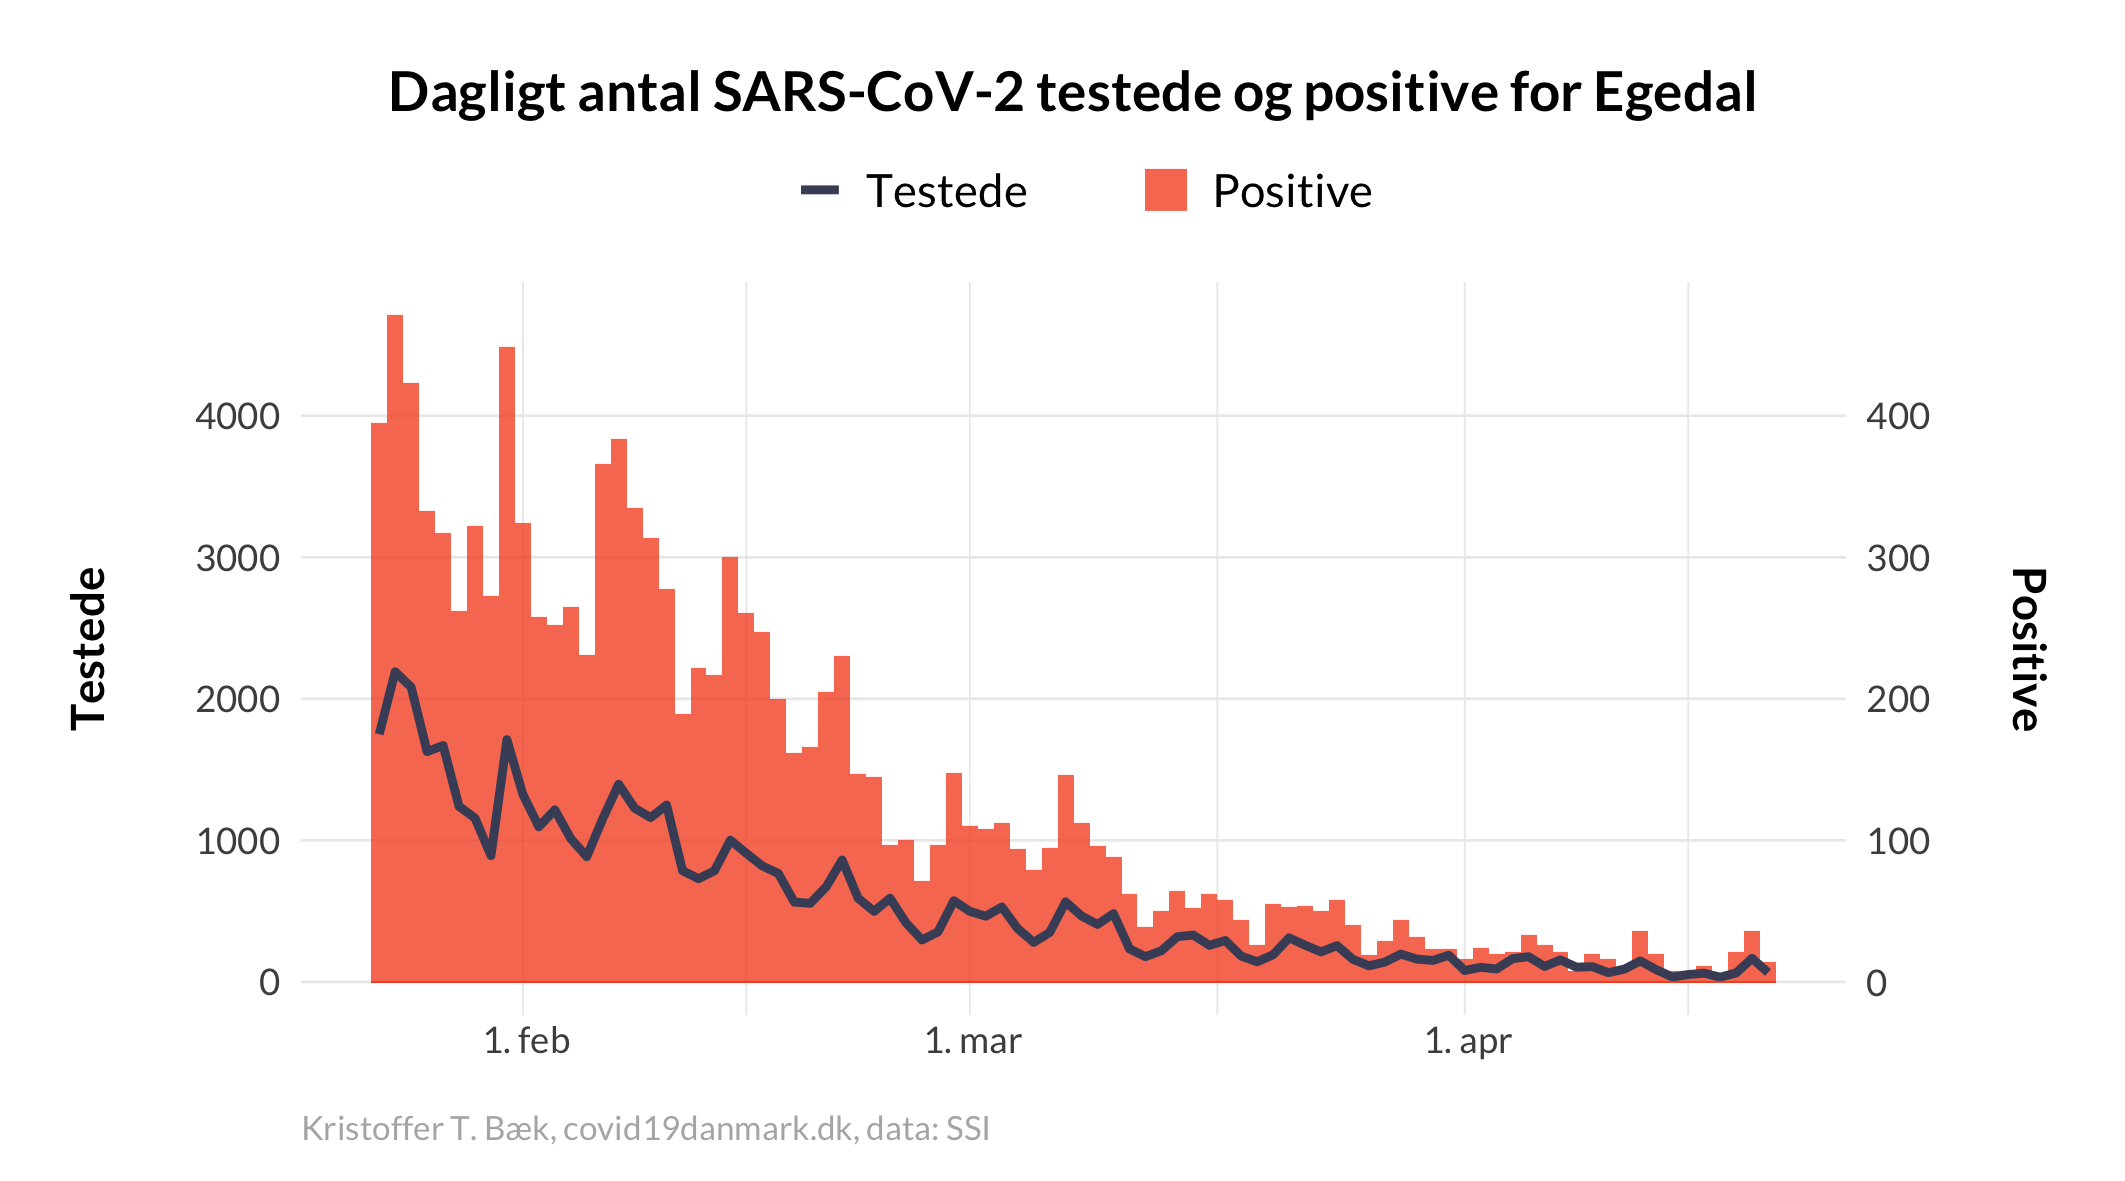 Dagligt antal SARS-CoV-2 testede og positive for Egedal
Testede
Positive
4000
3000
2000
1000
0
Testede
400
300
200
100
0
Positive
1. feb
1. mar
1. apr
Kristoffer T. Bæk, covid19danmark.dk, data: SSI